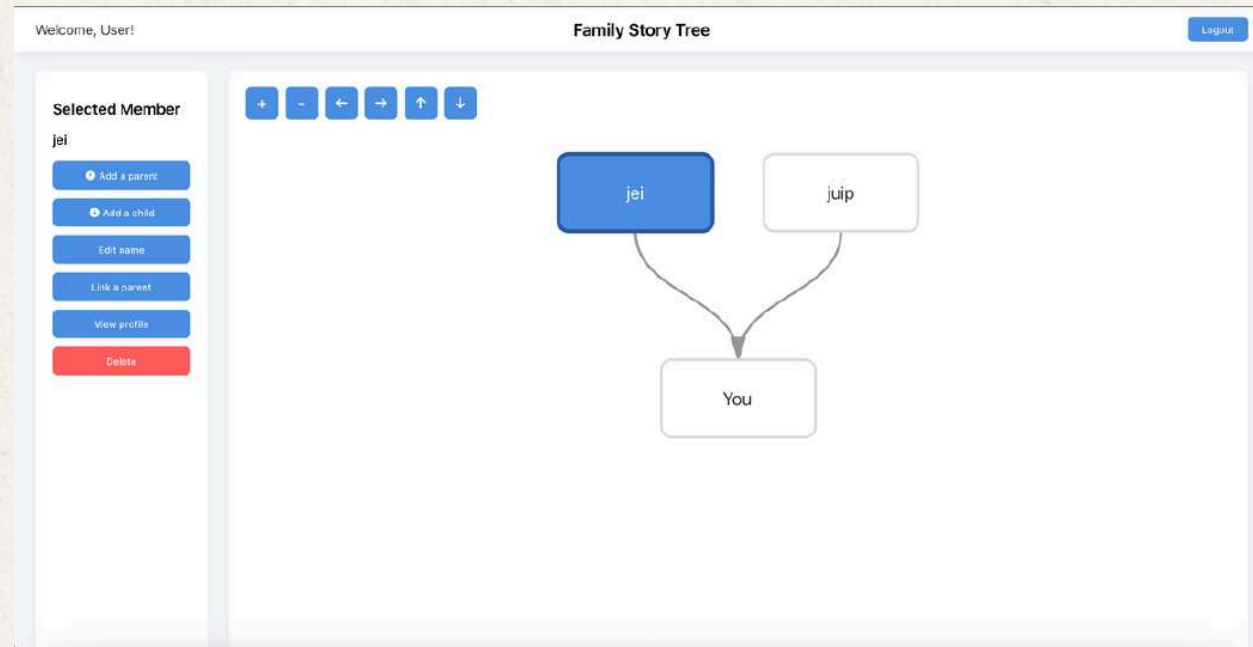 Welcome, User!
Family Story Tree
Logout
Selected Member
jei
Add a parent
Add a child
Edit name
Link a parent
View profile
Delete
+ - ← → ↑ ↓
jei
juip
You